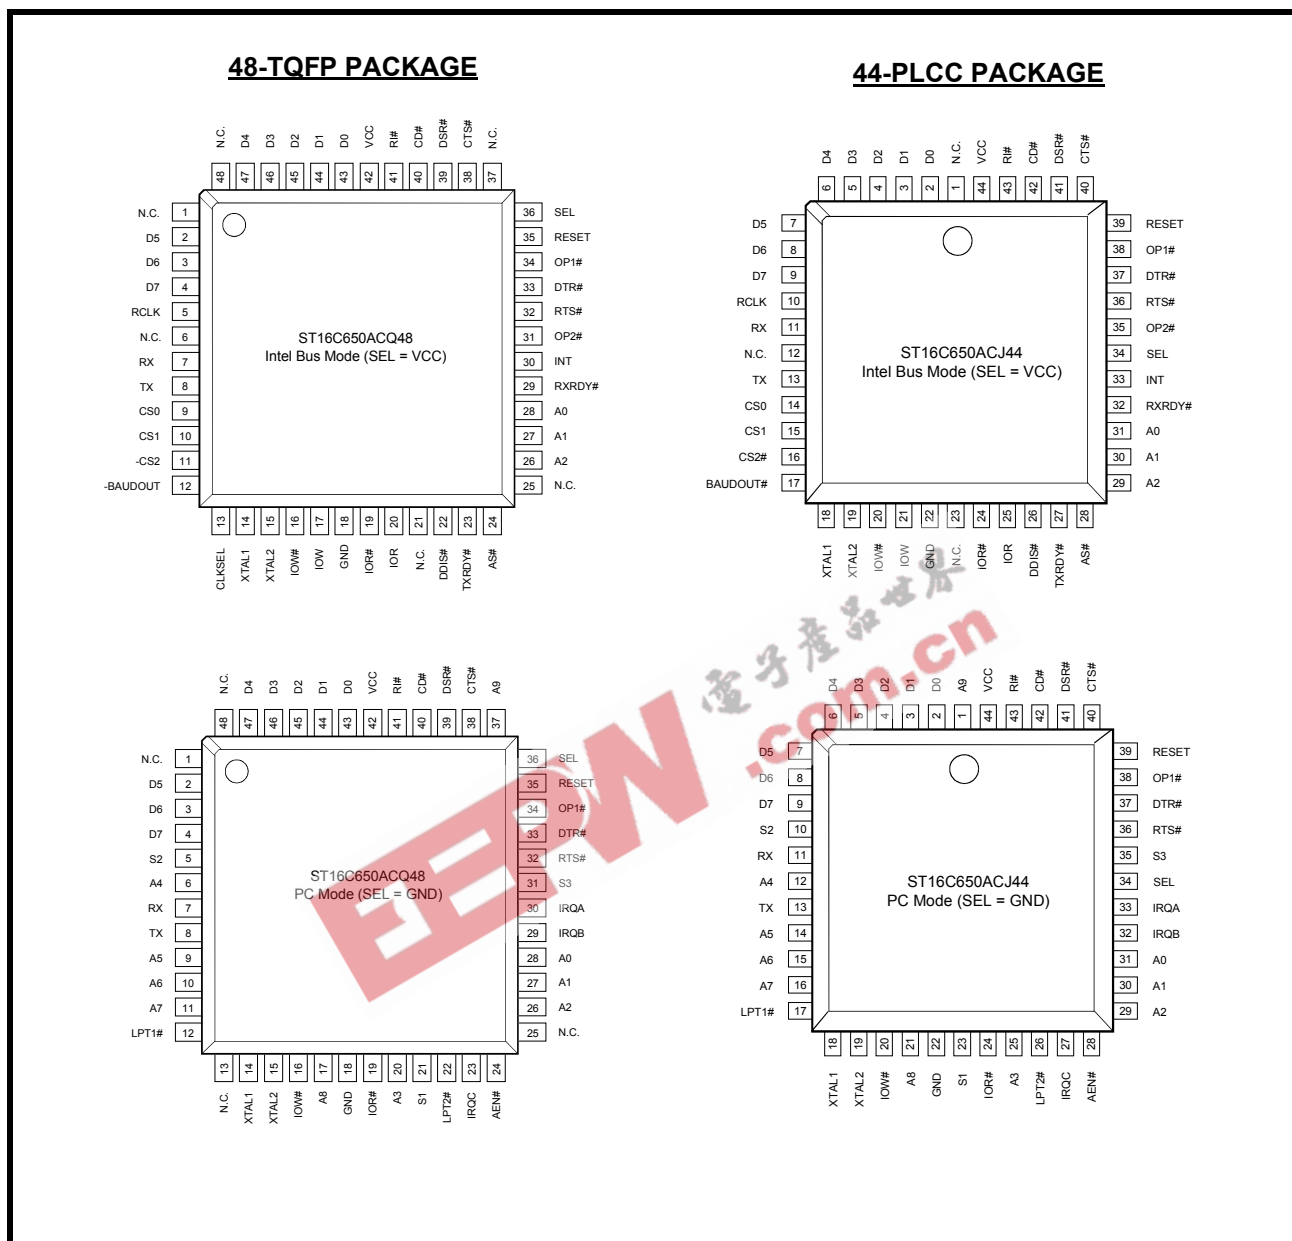 48-TQFP PACKAGE
44-PLCC PACKAGE
N.C. D4 D3 D2 D1 D0 VCC RI# CD# DSR# CTS# N.C.
48 47 46 45 44 43 42 41 40 39 38 37
N.C. 1
D5 2
D6 3
D7 4
RCLK 5
N.C. 6
RX 7
TX 8
CS0 9
CS1 10
-CS2 11
-BAUDOUT 12
ST16C650ACQ48
Intel Bus Mode (SEL = VCC)
36 SEL
35 RESET
34 OP1#
33 DTR#
32 RTS#
31 OP2#
30 INT
29 RXRDY#
28 A0
27 A1
26 A2
25 N.C.
13 14 15 16 17 18 19 20 21 22 23 24
CLKSEL XTAL1 XTAL2 IOW# IOW GND IOR# IOR N.C. DDIS# TXRDY# AS#
D4 D3 D2 D1 D0 N.C. VCC RI# CD# DSR# CTS#
6 5 4 3 2 1 44 43 42 41 40
D5 7
D6 8
D7 9
RCLK 10
RX 11
N.C. 12
TX 13
CS0 14
CS1 15
CS2# 16
BAUDOUT# 17
ST16C650ACJ44
Intel Bus Mode (SEL = VCC)
39 RESET
38 OP1#
37 DTR#
36 RTS#
35 OP2#
34 SEL
33 INT
32 RXRDY#
31 A0
30 A1
29 A2
18 19 20 21 22 23 24 25 26 27 28
XTAL1 XTAL2 IOW# IOW GND N.C. IOR# IOR DDIS# TXRDY# AS#
N.C. D4 D3 D2 D1 D0 VCC RI# CD# DSR# CTS# A9
48 47 46 45 44 43 42 41 40 39 38 37
N.C. 1
D5 2
D6 3
D7 4
S2 5
A4 6
RX 7
TX 8
A5 9
A6 10
A7 11
LPT1# 12
ST16C650ACQ48
PC Mode (SEL = GND)
36 SEL
35 RESET
34 OP1#
33 DTR#
32 RTS#
31 S3
30 IRQA
29 IRQB
28 A0
27 A1
26 A2
25 N.C.
13 14 15 16 17 18 19 20 21 22 23 24
N.C. XTAL1 XTAL2 IOW# A8 GND IOR# A3 S1 LPT2# IRQC AEN#
D4 D3 D2 D1 D0 A9 VCC RI# CD# DSR# CTS#
6 5 4 3 2 1 44 43 42 41 40
D5 7
D6 8
D7 9
S2 10
RX 11
A4 12
TX 13
A5 14
A6 15
A7 16
LPT1# 17
ST16C650ACJ44
PC Mode (SEL = GND)
39 RESET
38 OP1#
37 DTR#
36 RTS#
35 S3
34 SEL
33 IRQA
32 IRQB
31 A0
30 A1
29 A2
18 19 20 21 22 23 24 25 26 27 28
XTAL1 XTAL2 IOW# A8 GND S1 IOR# A3 LPT2# IRQC AEN#
EEPW .com.cn
電子産品世界